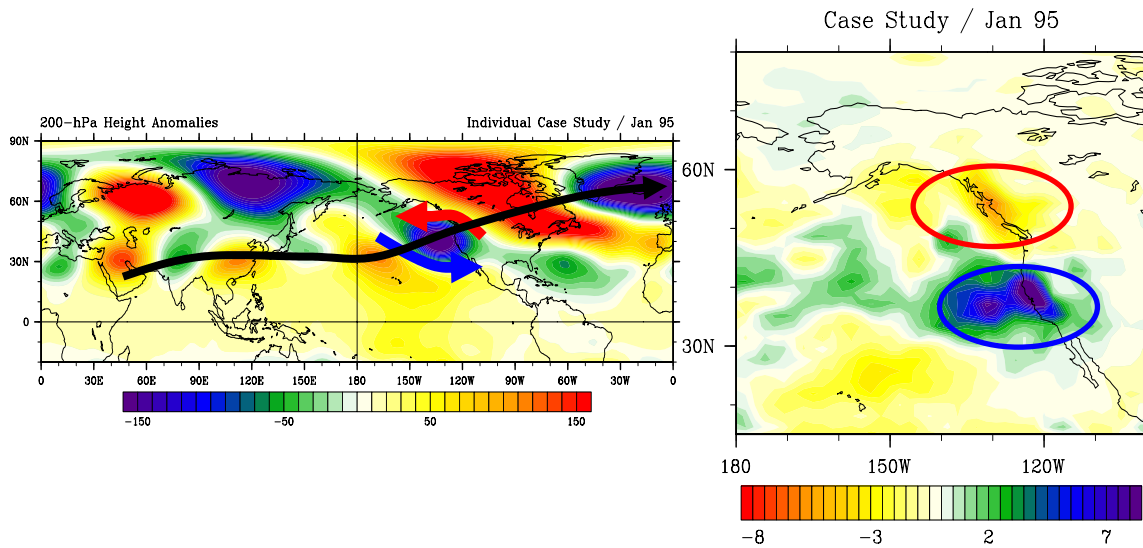 Case Study / Jan 95
200-hPa Height Anomalies
Individual Case Study / Jan 95
90N
60N
30N
0
30S
0 30E 60E 90E 120E 150E 180 150W 120W 90W 60W 30W 0
-150 -50 50 150
60N
30N
180 150W 120W
-8 -3 2 7